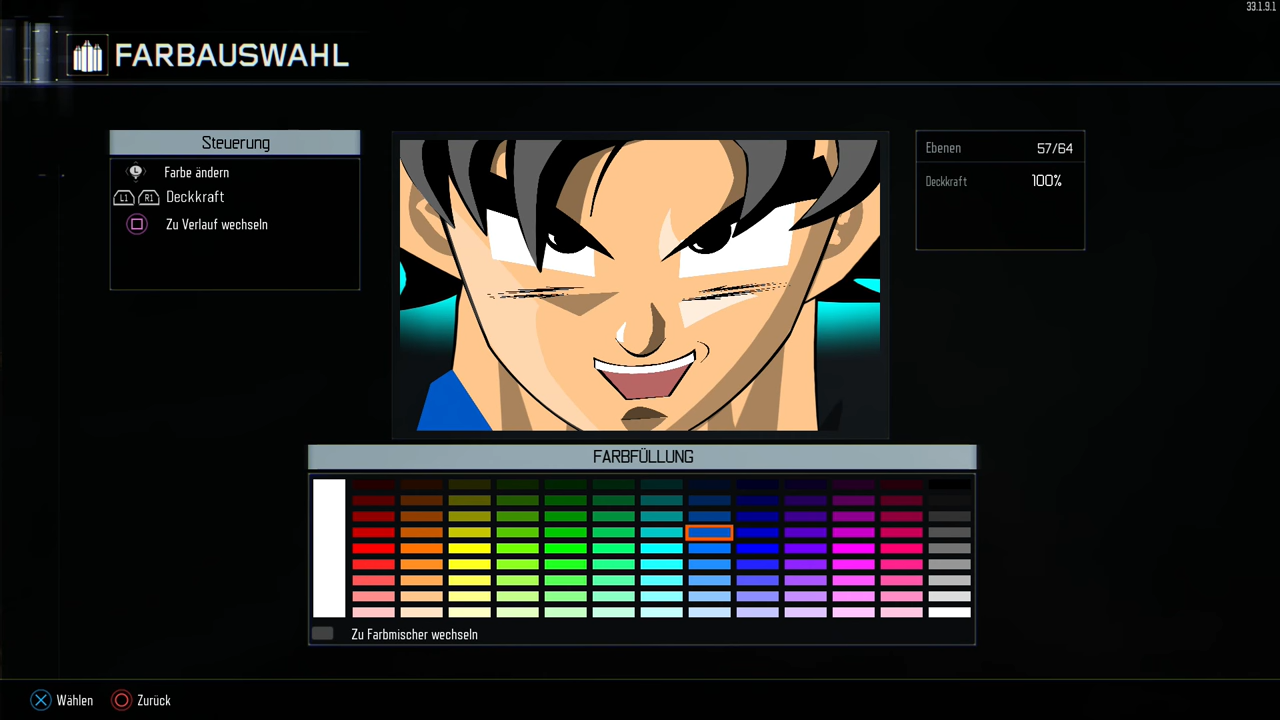 33.1.9.1
FARBAUSWAHL
Steuerung
L Farbe ändern
L1 R1 Deckkraft
Zu Verlauf wechseln
Ebenen 57/64
Deckkraft 100%
FARBFÜLLUNG
Zu Farbmischer wechseln
Wählen Zurück